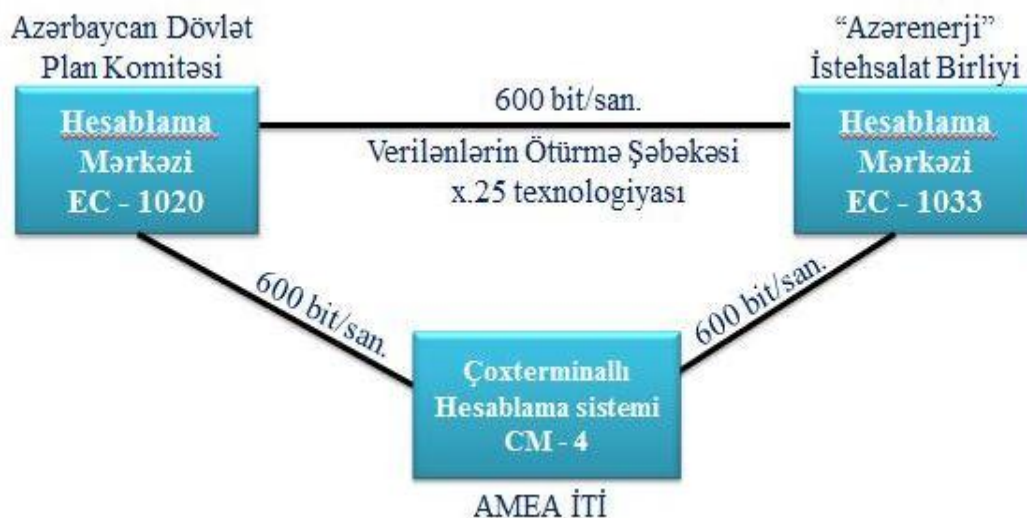 Azərbaycan Dövlət
Plan Komitəsi
Hesablama
Mərkəzi
EC - 1020
600 bit/san.
Verilənlərin Ötürmə Şəbəkəsi
x.25 texnologiyası
“Azərenerji”
İstehsalat Birliyi
Hesablama
Mərkəzi
EC - 1033
600 bit/san.
600 bit/san.
Çoxterminallı
Hesablama sistemi
CM - 4
AMEA İTİ